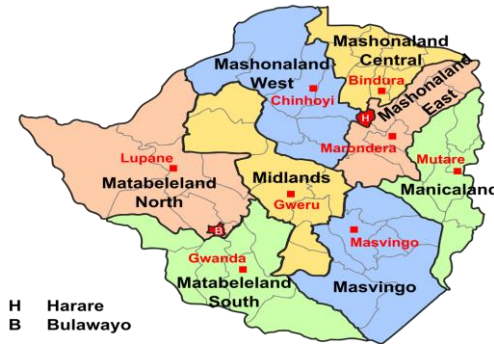 Mashonaland
Central
Bindura
Mashonaland
West
Chinhoyi
Mashonaland
East
H
Marondera
Mutare
Manicaland
Lupane
Matabeleland
North
Midlands
Gweru
B
Masvingo
Masvingo
Gwanda
Matabeleland
South
H Harare
B Bulawayo